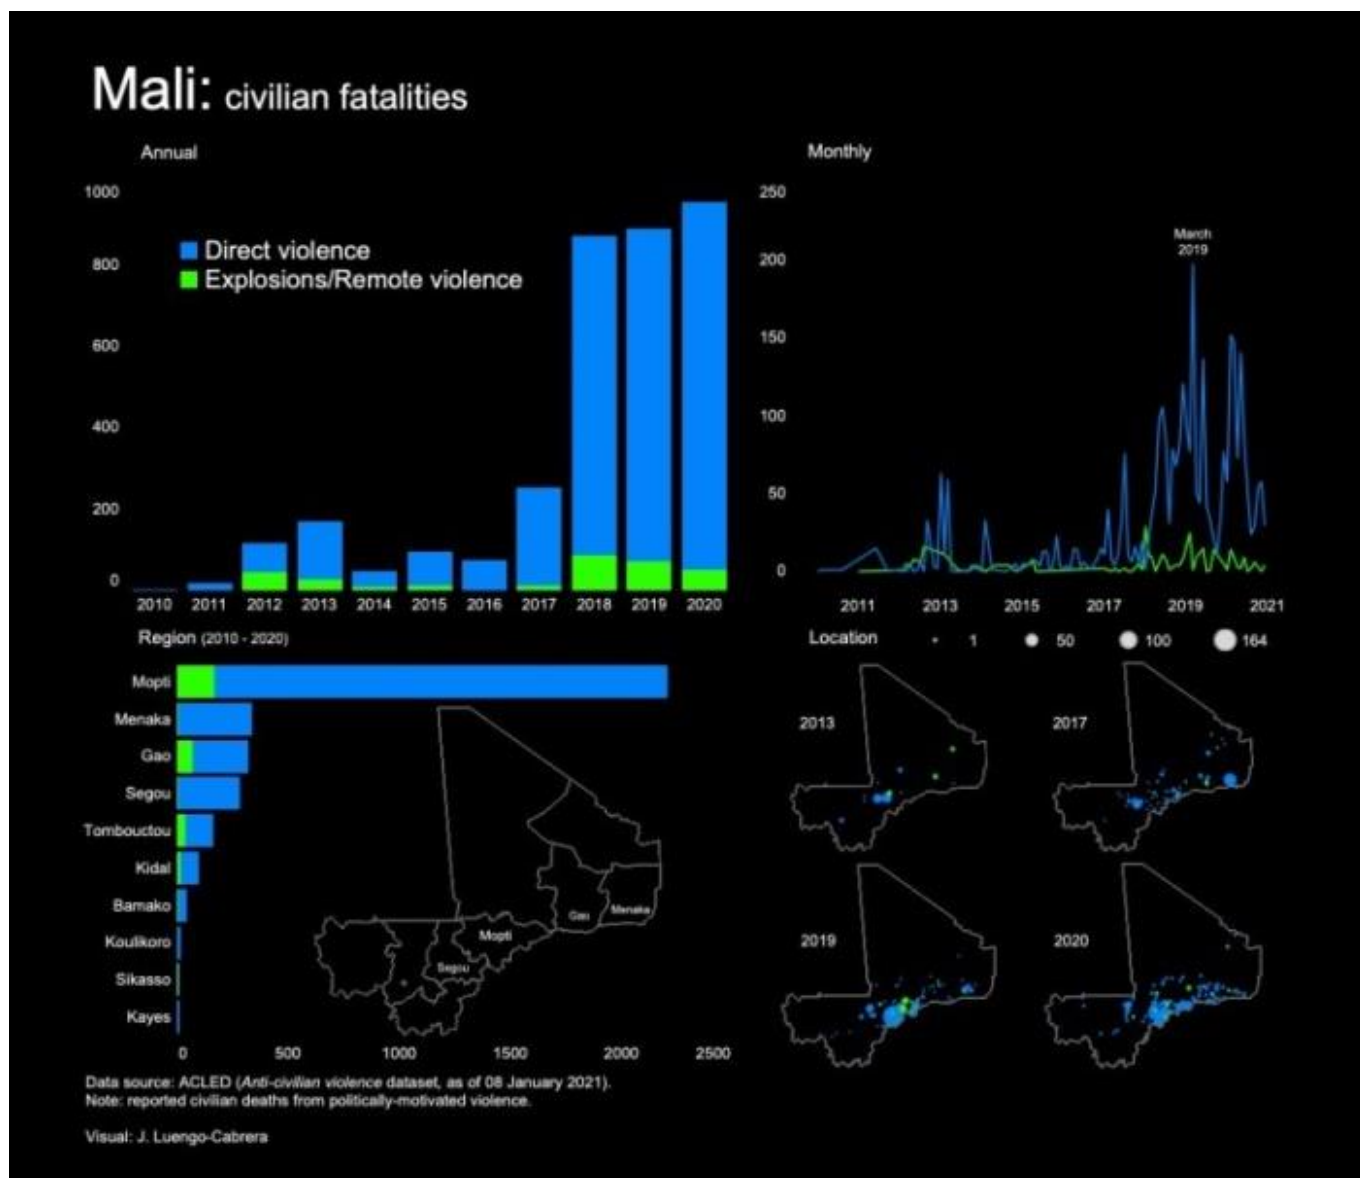 Mali: civilian fatalities
Annual
1000
800
600
400
200
0
Direct violence
Explosions/Remote violence
2010 2011 2012 2013 2014 2015 2016 2017 2018 2019 2020
Monthly
250
200
150
100
50
0
March
2019
2011 2013 2015 2017 2019 2021
Region (2010 - 2020)
Mopti
Menaka
Gao
Segou
Tombouctou
Kidal
Bamako
Koulikoro
Sikasso
Kayes
0 500 1000 1500 2000 2500
Gau
Menaka
Mopti
Segou
Location 1 50 100 164
2013
2017
2019
2020
Data source: ACLED (Anti-civilian violence dataset, as of 08 January 2021).
Note: reported civilian deaths from politically-motivated violence.
Visual: J. Luengo-Cabrera